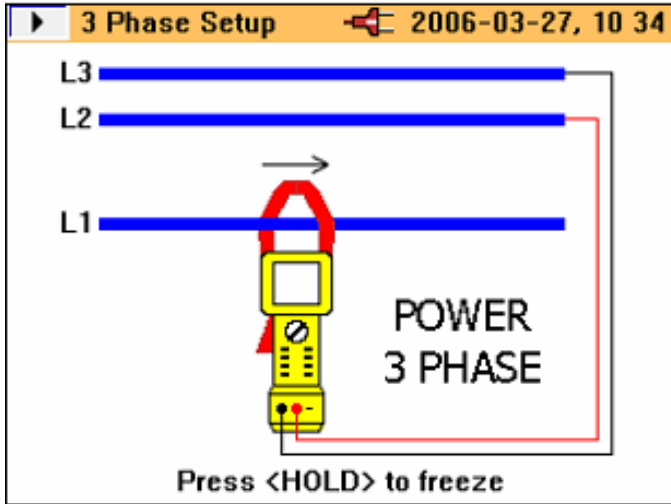 3 Phase Setup 2006-03-27, 10 34
L3
L2
L1
POWER
3 PHASE
Press <HOLD> to freeze